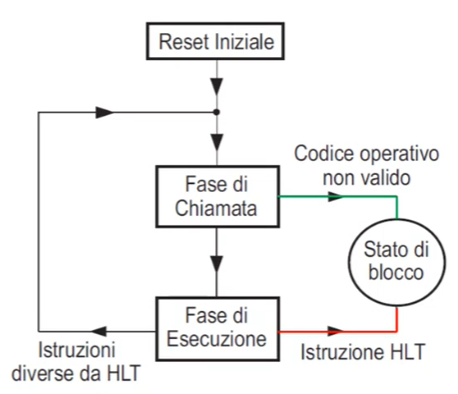 Reset Iniziale
Codice operativo
non valido
Fase di
Chiamata
Stato di
blocco
Fase di
Esecuzione
Istruzioni
diverse da HLT
Istruzione HLT